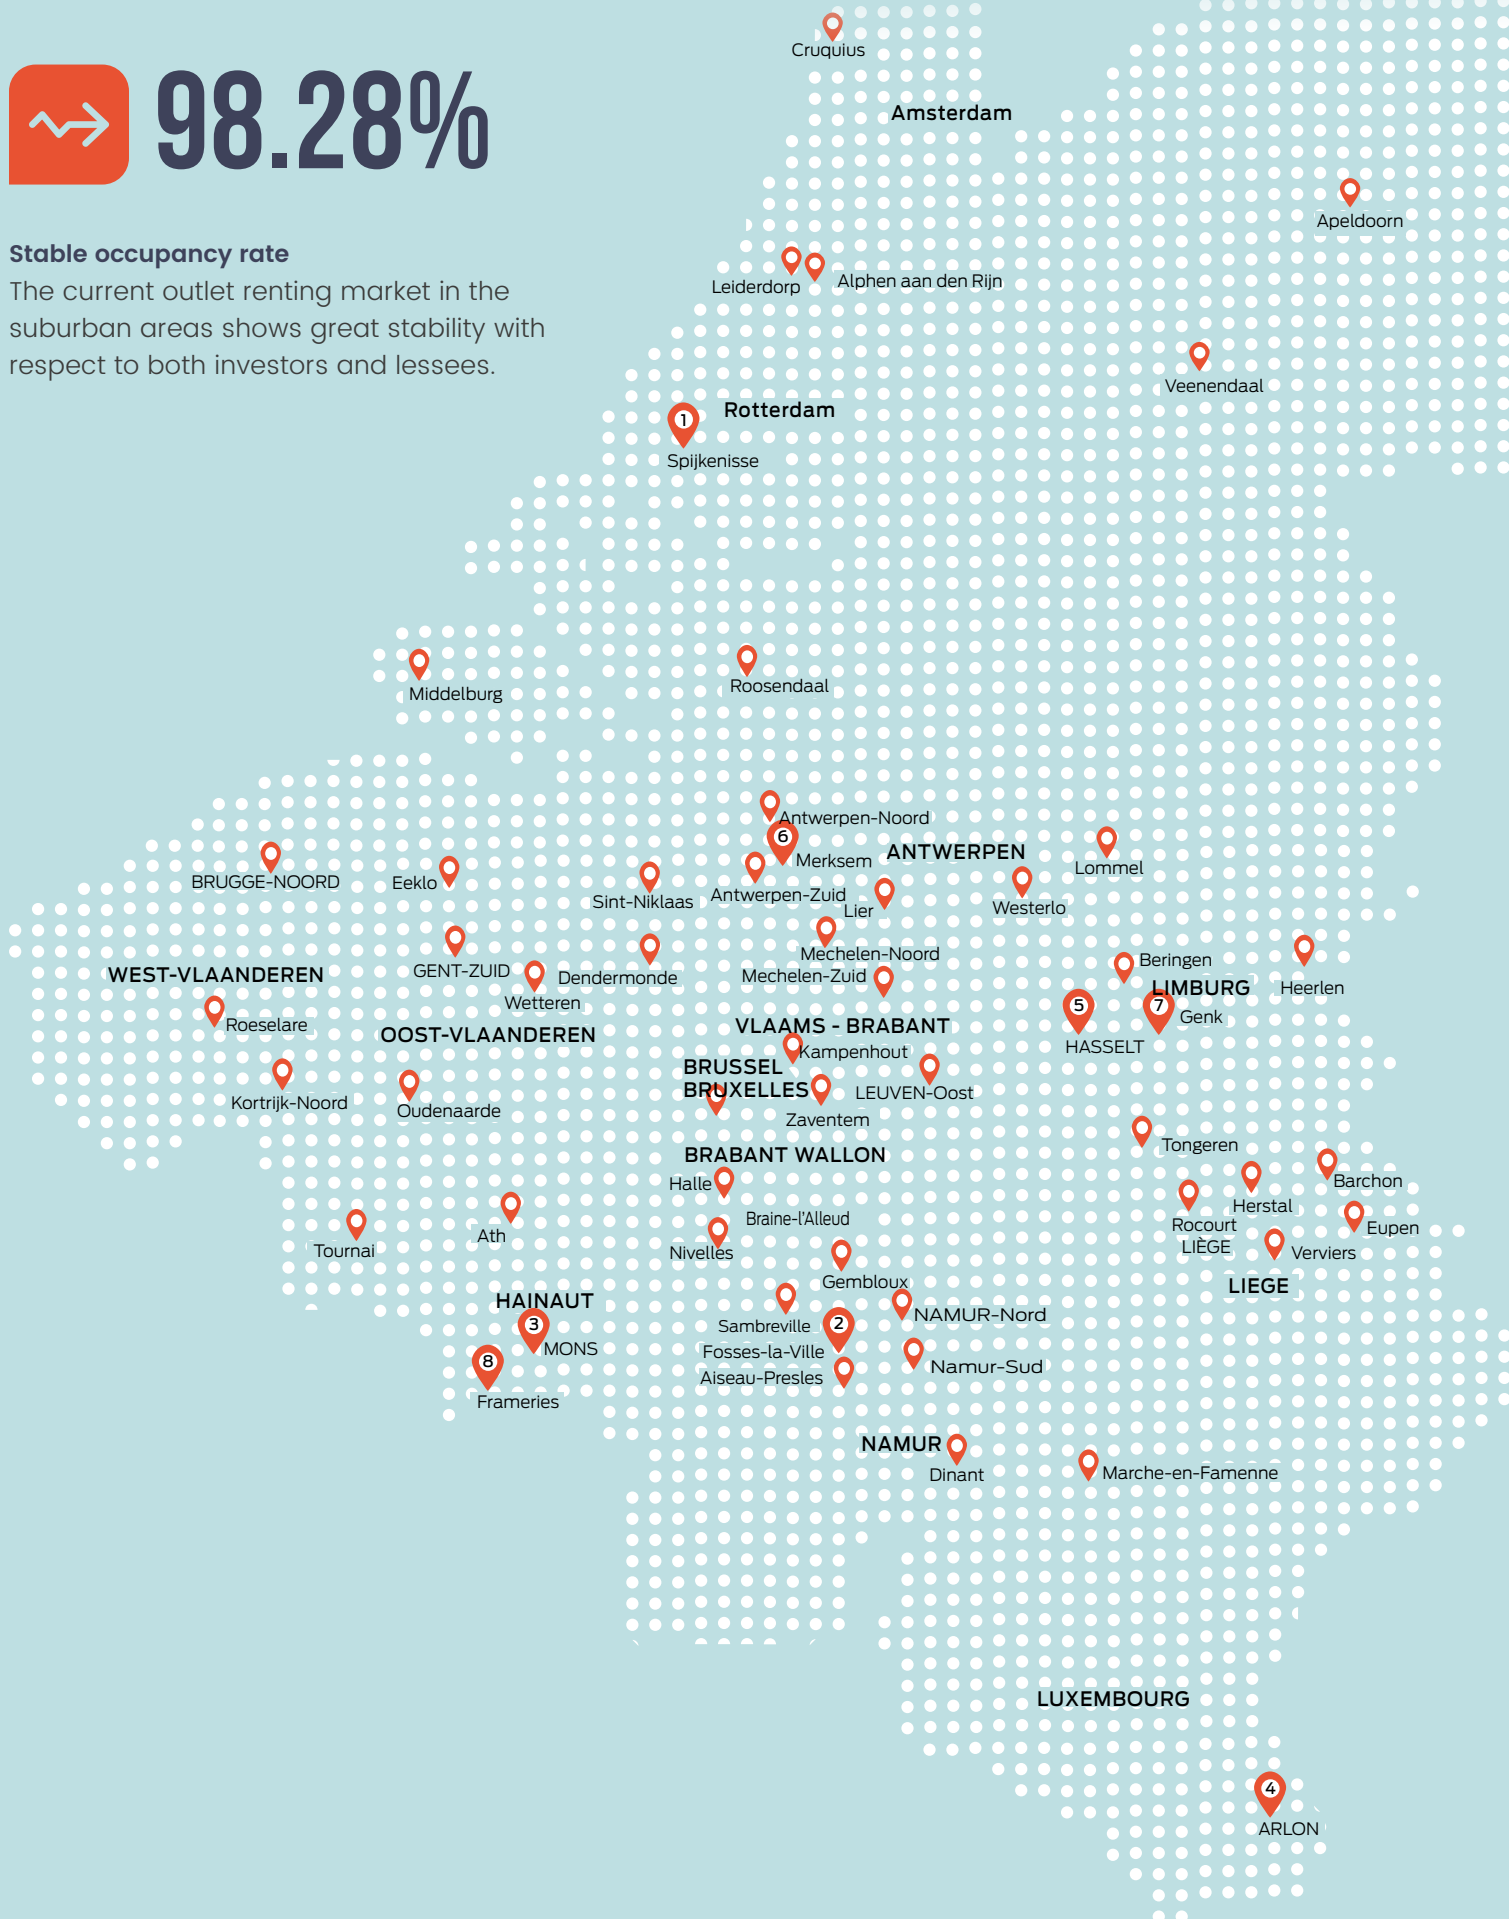 Cruquius
98.28%
Amsterdam
Apeldoorn
Stable occupancy rate
The current outlet renting market in the
suburban areas shows great stability with
respect to both investors and lessees.
Leiderdorp
Alphen aan den Rijn
Veenendaal
Rotterdam
1
Spijkenisse
Middelburg
Roosendaal
Antwerpen-Noord
6
Merksem
ANTWERPEN
Lommel
BRUGGE-NOORD
Eeklo
Sint-Niklaas
Antwerpen-Zuid
Lier
Westerlo
Mechelen-Noord
Mechelen-Zuid
Beringen
WEST-VLAANDEREN
GENT-ZUID
Dendermonde
Wetteren
LIMBURG
Heerlen
5
7
Genk
HASSELT
Roeselare
OOST-VLAANDEREN
VLAAMS - BRABANT
Kampenhout
BRUSSEL
BRUXELLES
LEUVEN-Oost
Zaventem
Kortrijk-Noord
Oudenaarde
Tongeren
BRABANT WALLON
Halle
Barchon
Herstal
Braine-l'Alleud
Rocourt
LIÈGE
Eupen
Verviers
Tournai
Ath
Nivelles
Gembloux
LIEGE
HAINAUT
3
MONS
Sambreville
2
NAMUR-Nord
Fosses-la-Ville
8
Aiseau-Presles
Namur-Sud
Frameries
NAMUR
Dinant
Marche-en-Famenne
LUXEMBOURG
4
ARLON